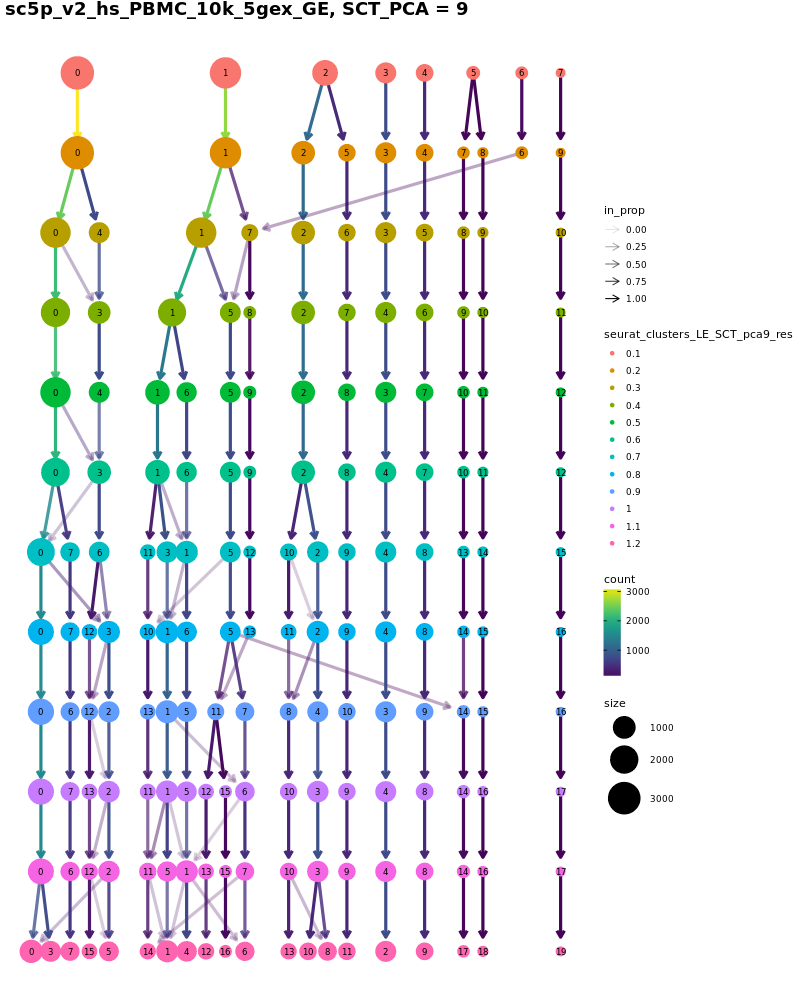 sc5p_v2_hs_PBMC_10k_5gex_GE, SCT_PCA = 9
0 1 2 3 4 5 6 7
0 1 2 5 3 4 7 8 6 9
0 4 1 7 2 6 3 5 8 9 10
0 3 1 5 8 2 7 4 6 9 10 11
0 4 1 6 5 9 2 8 3 7 10 11 12
0 3 1 6 5 9 2 8 4 7 10 11 12
0 7 6 11 3 1 5 12 10 2 9 4 8 13 14 15
0 7 12 3 10 1 6 5 13 11 2 9 4 8 14 15 16
0 6 12 2 13 1 5 11 7 8 4 10 3 9 14 15 16
0 7 13 2 11 1 5 12 15 6 10 3 9 4 8 14 16 17
0 6 12 2 11 5 1 13 15 7 10 3 9 4 8 14 16 17
0 3 7 15 5 14 1 4 12 16 6 13 10 8 11 2 9 17 18 19
in_prop
0.00
0.25
0.50
0.75
1.00
seurat_clusters_LE_SCT_pca9_res
0.1
0.2
0.3
0.4
0.5
0.6
0.7
0.8
0.9
1
1.1
1.2
count
3000
2000
1000
size
1000
2000
3000